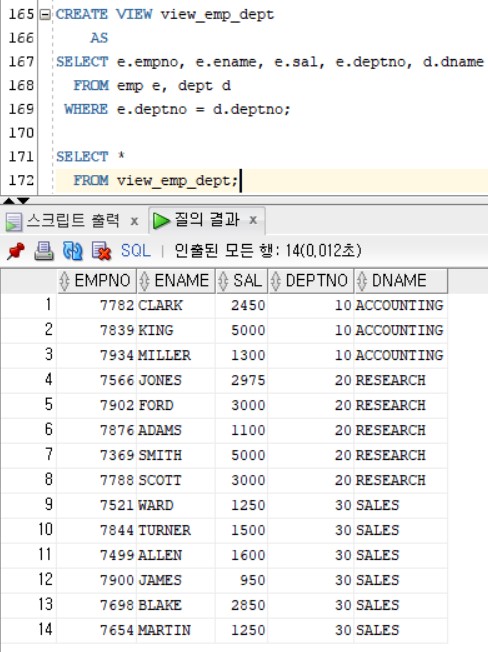 165 CREATE VIEW view_emp_dept
166 AS
167 SELECT e.empno, e.ename, e.sal, e.deptno, d.dname
168 FROM emp e, dept d
169 WHERE e.deptno = d.deptno;
170
171 SELECT *
172 FROM view_emp_dept;
스크립트 출력 x 질의 결과 x
SQL | 인출된 모든 행: 14(0,012초)
EMPNO ENAME SAL DEPTNO DNAME
1 7782 CLARK 2450 10 ACCOUNTING
2 7839 KING 5000 10 ACCOUNTING
3 7934 MILLER 1300 10 ACCOUNTING
4 7566 JONES 2975 20 RESEARCH
5 7902 FORD 3000 20 RESEARCH
6 7876 ADAMS 1100 20 RESEARCH
7 7369 SMITH 5000 20 RESEARCH
8 7788 SCOTT 3000 20 RESEARCH
9 7521 WARD 1250 30 SALES
10 7844 TURNER 1500 30 SALES
11 7499 ALLEN 1600 30 SALES
12 7900 JAMES 950 30 SALES
13 7698 BLAKE 2850 30 SALES
14 7654 MARTIN 1250 30 SALES